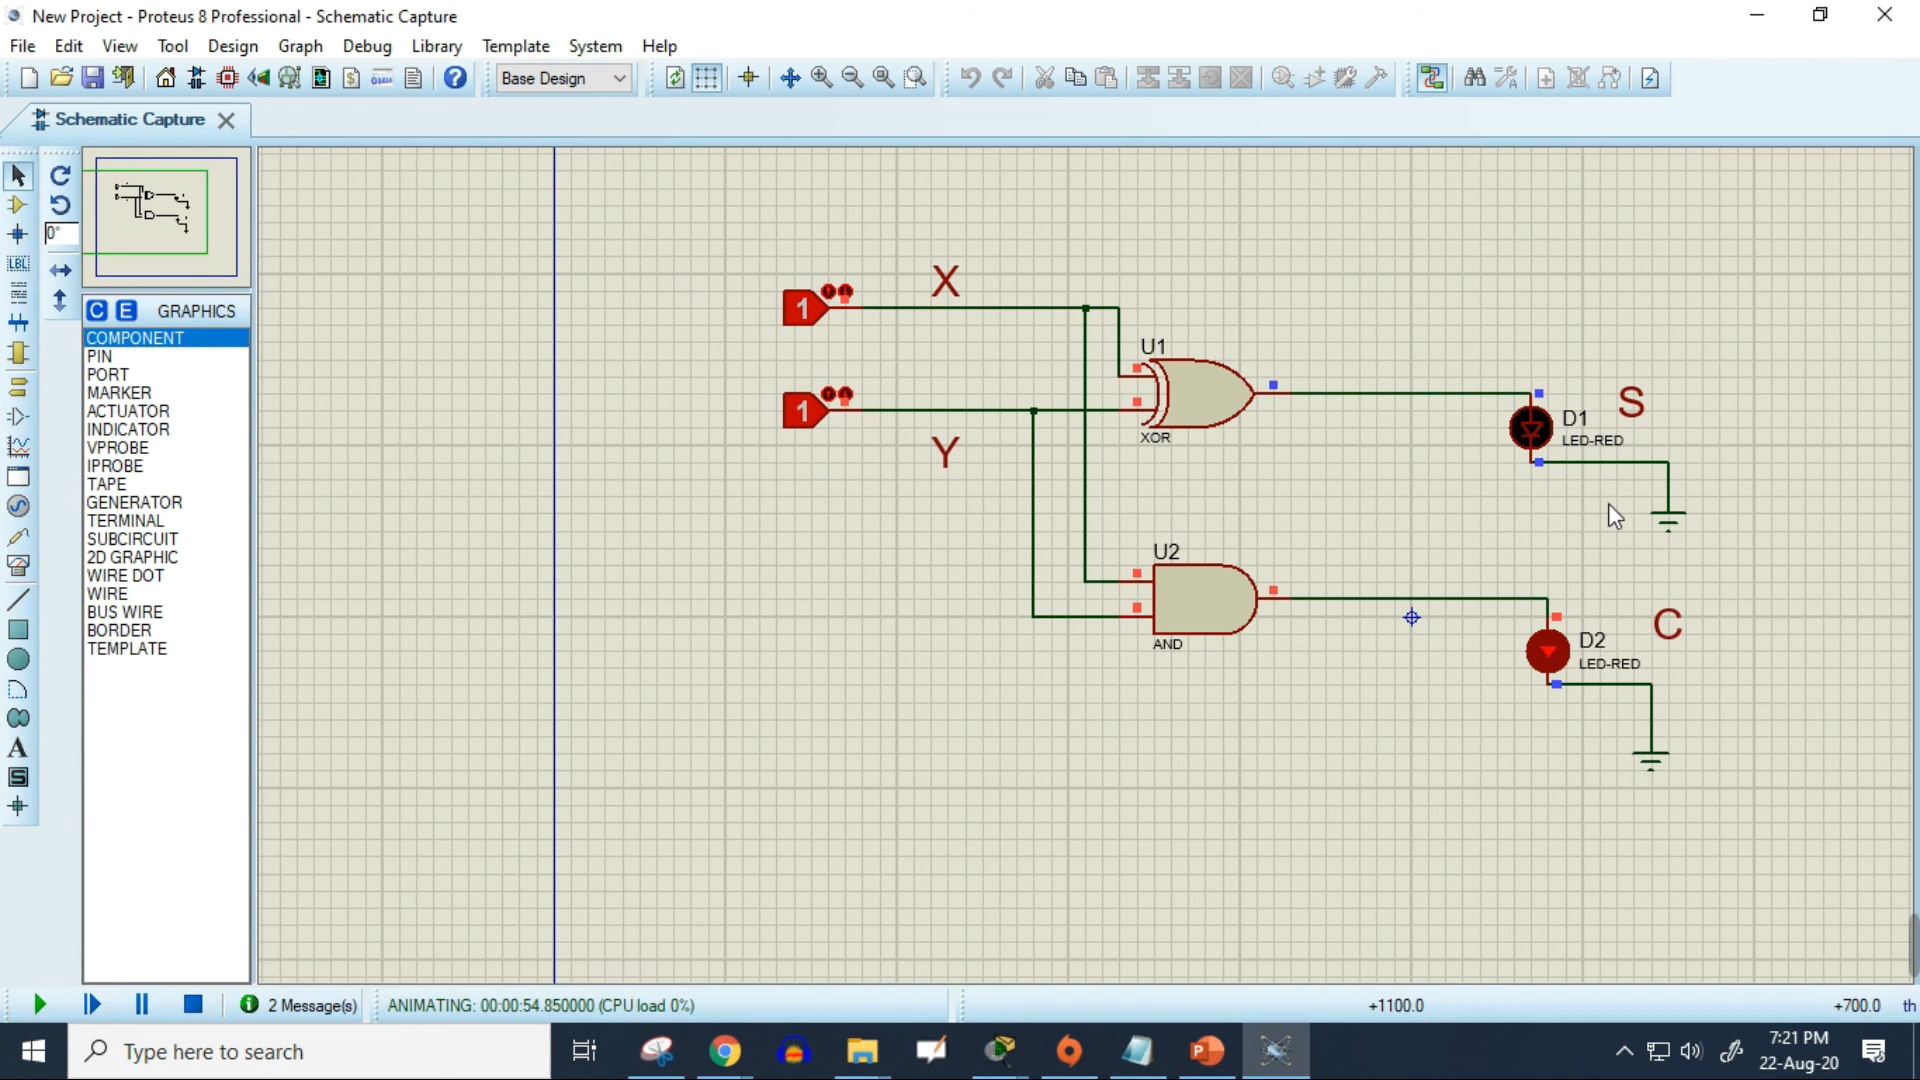 New Project - Proteus 8 Professional - Schematic Capture
File Edit View Tool Design Graph Debug Library Template System Help
Base Design
Schematic Capture
LBL
0°
C E GRAPHICS
COMPONENT
PIN
PORT
MARKER
ACTUATOR
INDICATOR
VPROBE
IPROBE
TAPE
GENERATOR
TERMINAL
SUBCIRCUIT
2D GRAPHIC
WIRE DOT
WIRE
BUS WIRE
BORDER
TEMPLATE
A
S
X
1
U1
1
XOR
Y
S
D1
LED-RED
U2
AND
C
D2
LED-RED
2 Message(s)
ANIMATING: 00:00:54.850000 (CPU load 0%)
+1100.0
+700.0 th
Type here to search
7:21 PM
22-Aug-20